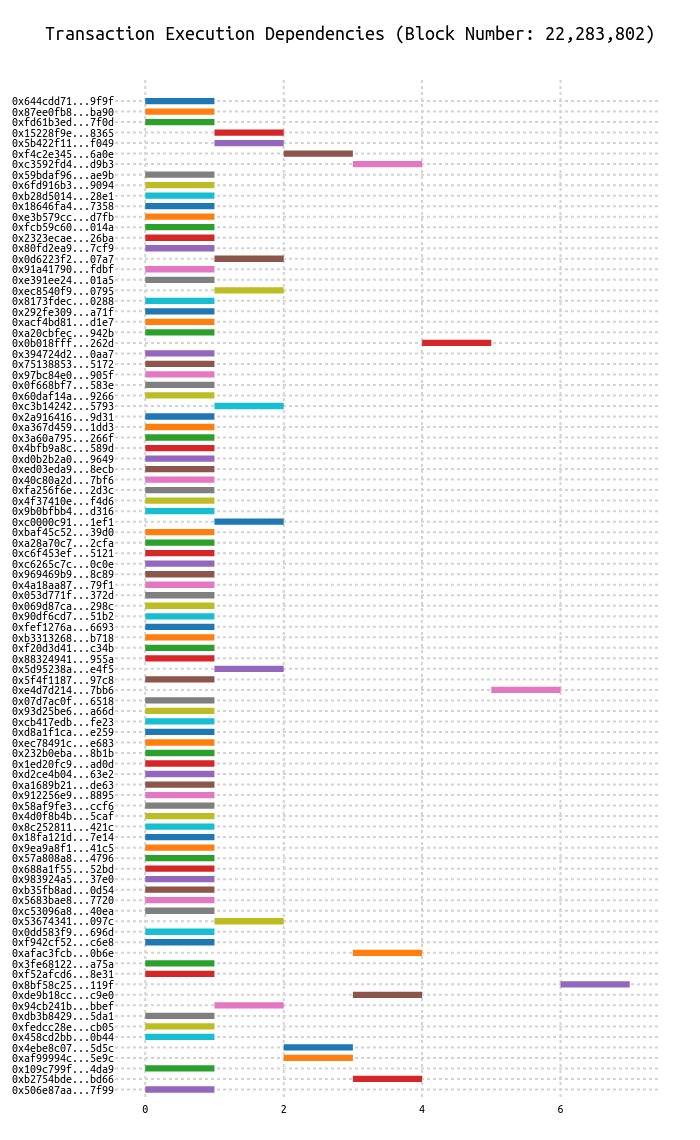 Transaction Execution Dependencies (Block Number: 22,283,802)
0x644cdd71...9f9f
0x87ee0fb8...ba90
0xfd61b3ed...7f0d
0x15228f9e...8365
0x5b422f11...f049
0xf4c2e345...6a0e
0xc3592fd4...d9b3
0x59bdaf96...ae9b
0x6fd916b3...9094
0xb28d5014...28e1
0x18646fa4...7358
0xe3b579cc...d7fb
0xfcb59c60...014a
0x2323ecae...26ba
0x80fd2ea9...7cf9
0x0d6223f2...07a7
0x91a41790...fdbf
0xe391ee24...01a5
0xec8540f9...0795
0x8173fdec...0288
0x292fe309...a71f
0xacf4bd81...d1e7
0xa20cbfec...942b
0x0b018fff...262d
0x394724d2...0aa7
0x75138853...5172
0x97bc84e0...905f
0x0f668bf7...583e
0x60daf14a...9266
0xc3b14242...5793
0x2a916416...9d31
0xa367d459...1dd3
0x3a60a795...266f
0x4bfb9a8c...589d
0xd0b2b2a0...9649
0xed03eda9...8ecb
0x40c80a2d...7bf6
0xfa256f6e...2d3c
0x4f37410e...f4d6
0x9b0bfbb4...d316
0xc0000c91...1ef1
0xbaf45c52...39d0
0xa28a70c7...2cfa
0xc6f453ef...5121
0xc6265c7c...0c0e
0x969469b9...8c89
0x4a18aa87...79f1
0x053d771f...372d
0x069d87ca...298c
0x90df6cd7...51b2
0xfef1276a...6693
0xb3313268...b718
0xf20d3d41...c34b
0x88324941...955a
0x5d95238a...e4f5
0x5f4f1187...97c8
0xe4d7d214...7bb6
0x07d7ac0f...6518
0x93d25be6...a66d
0xcb417edb...fe23
0xd8a1f1ca...e259
0xec78491c...e683
0x232b0eba...8b1b
0x1ed20fc9...ad0d
0xd2ce4b04...63e2
0xa1689b21...de63
0x912256e9...8895
0x58af9fe3...ccf6
0x4d0f8b4b...5caf
0x8c252811...421c
0x18fa121d...7e14
0x9ea9a8f1...41c5
0x57a808a8...4796
0x688a1f55...52bd
0x983924a5...37e0
0xb35fb8ad...0d54
0x5683bae8...7720
0xc53096a8...40ea
0x53674341...097c
0x0dd583f9...696d
0xf942cf52...c6e8
0xafac3fcb...0b6e
0x3fe68122...a75a
0xf52afcd6...8e31
0x8bf58c25...119f
0xde9b18cc...c9e0
0x94cb241b...bbef
0xdb3b8429...5da1
0xfedcc28e...cb05
0x458cd2bb...0b44
0x4ebe8c07...5d5c
0xaf99994c...5e9c
0x109c799f...4da9
0xb2754bde...bd66
0x506e87aa...7f99
0 2 4 6